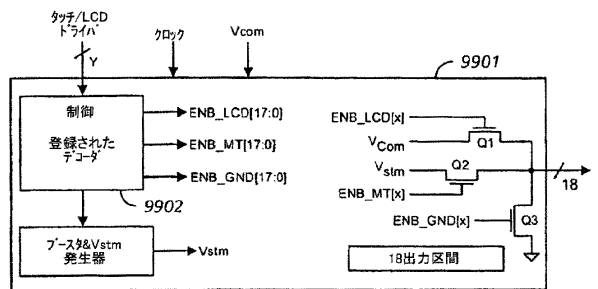 タッチ/LCD
ドライバ
Y
クロック
Vcom
9901
制御
登録された
デコーダ
ENB_LCD[17:0]
ENB_MT[17:0]
ENB_GND[17:0]
9902
ブースタ&Vstm
発生器
Vstm
ENB_LCD[x]
VCom
Q1
Vstm
Q2
ENB_MT[x]
18
ENB_GND[x]
Q3
18出力区間